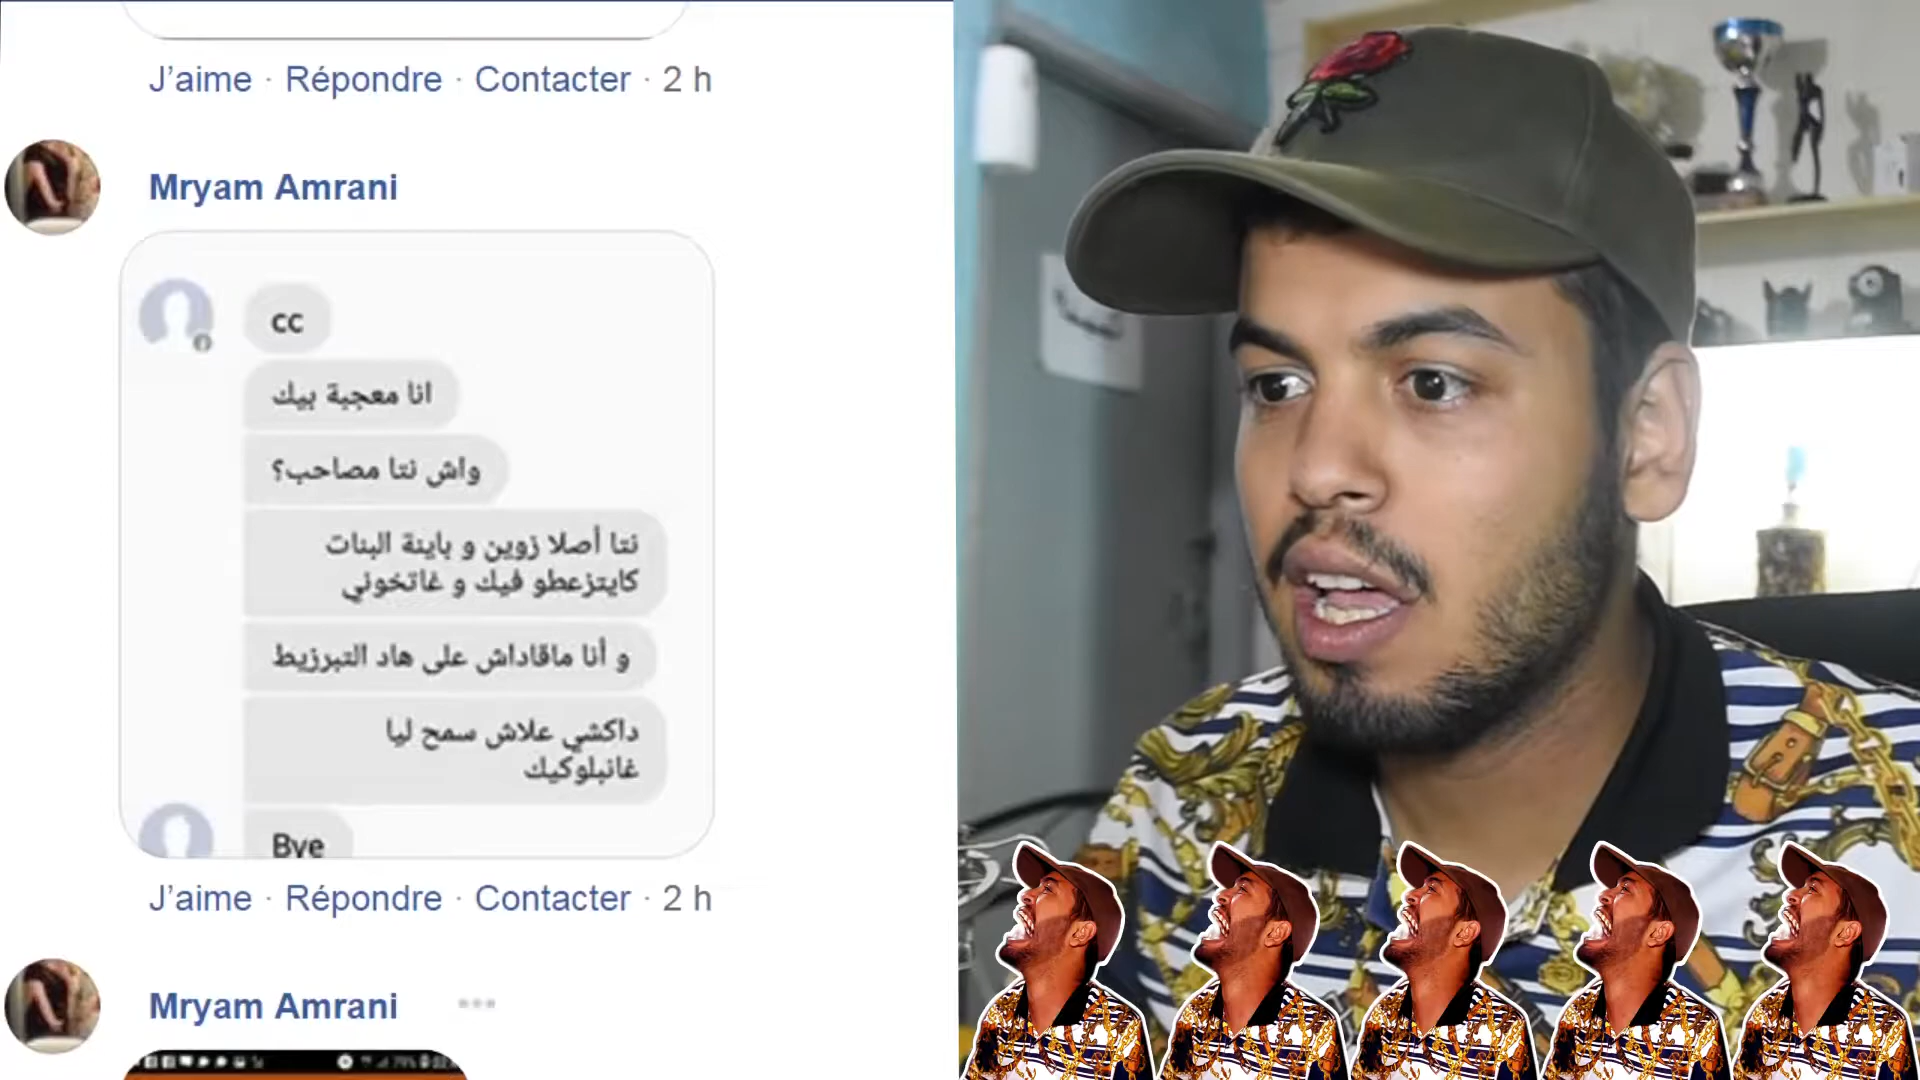 J'aime · Répondre · Contacter · 2 h
Mryam Amrani
cc
انا معجبة بيك
واش نتا مصاحب؟
نتا أصلا زوين و باينة البنات
كايتزعطو فيك و غاتخوني
و أنا ماقاداش على هاد التبرزيط
داكشي علاش سمح ليا
غانبلوكيك
Bye
J'aime · Répondre · Contacter · 2 h
Mryam Amrani